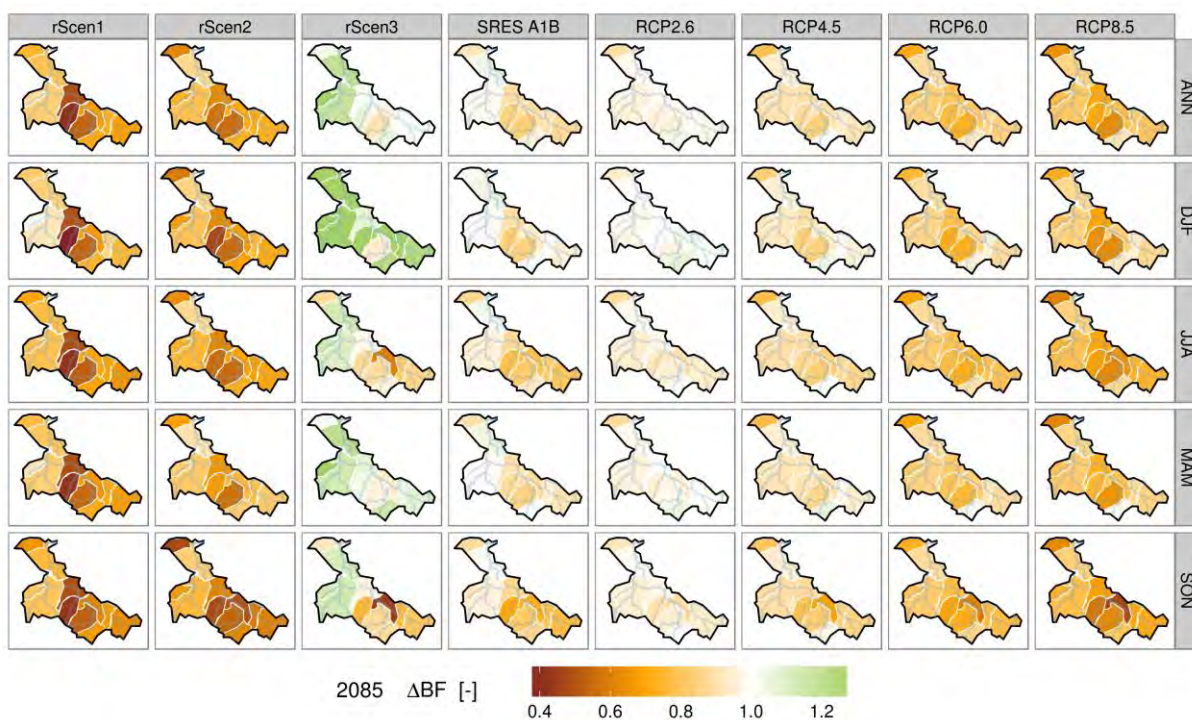 rScen1 rScen2 rScen3 SRES A1B RCP2.6 RCP4.5 RCP6.0 RCP8.5
ANN
DJF
JJA
MAM
SON
2085 ΔBF [-]
0.4 0.6 0.8 1.0 1.2